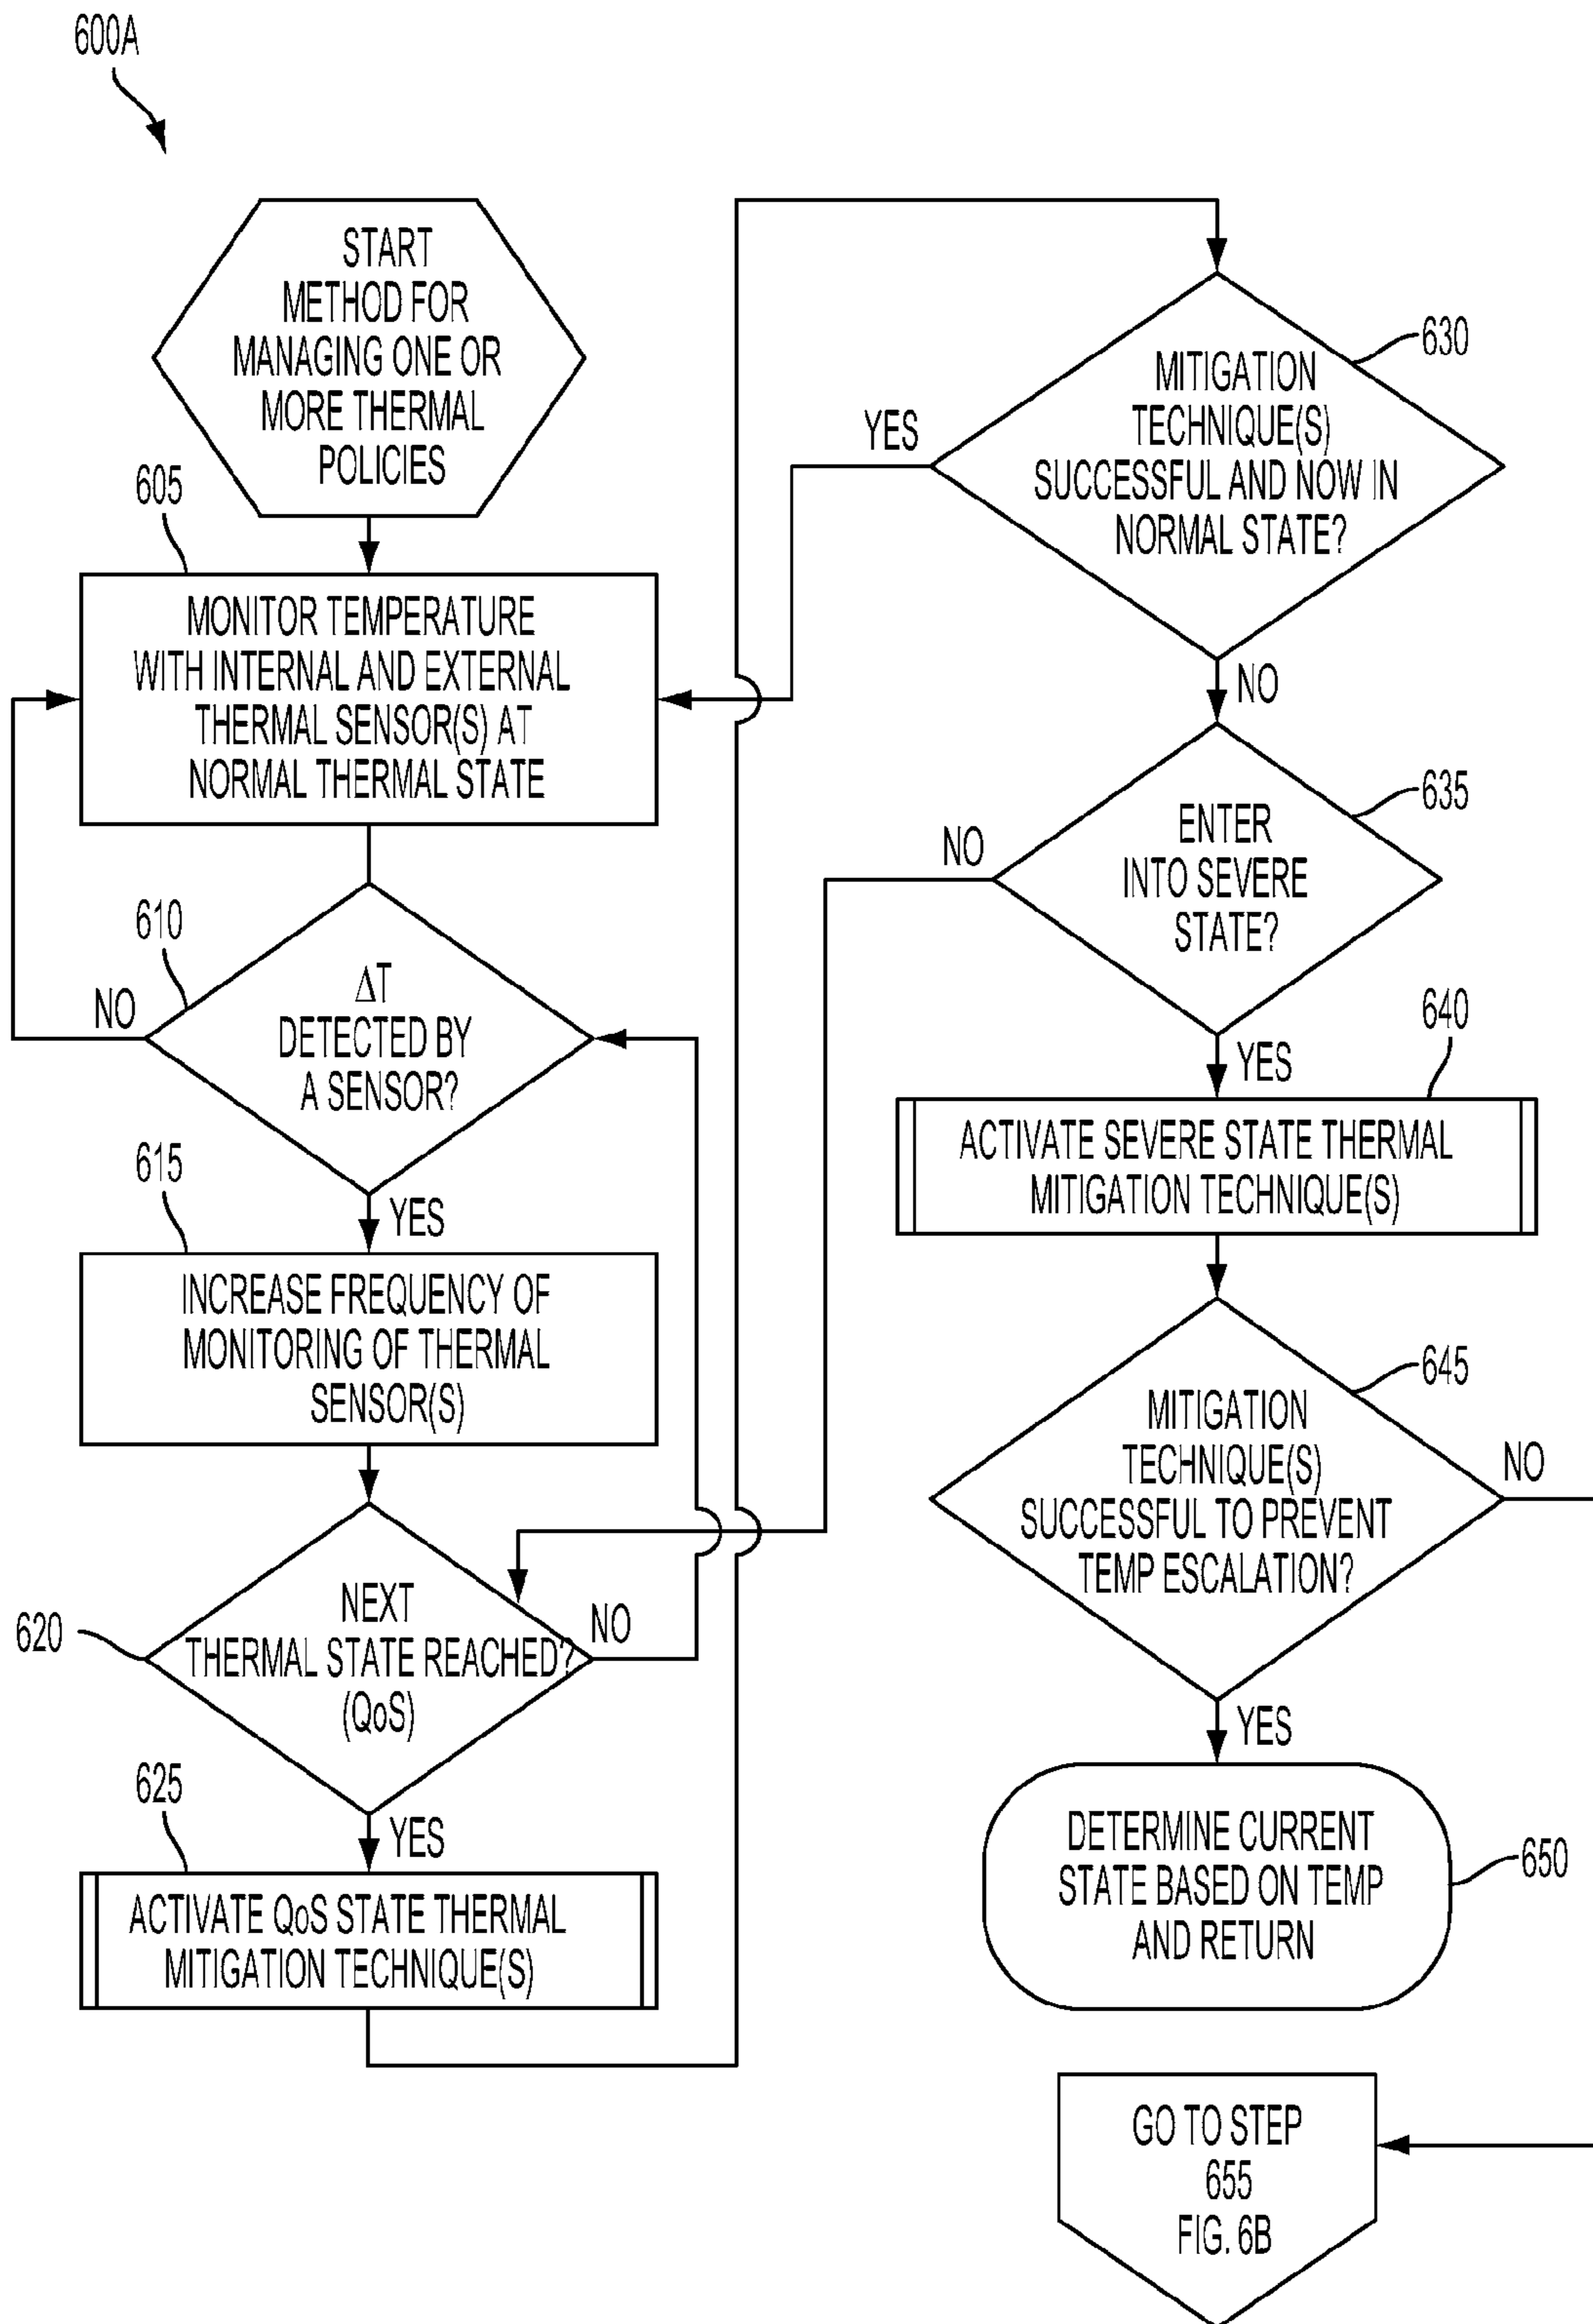 600A
START
METHOD FOR
MANAGING ONE OR
MORE THERMAL
POLICIES
605
MONITOR TEMPERATURE
WITH INTERNAL AND EXTERNAL
THERMAL SENSOR(S) AT
NORMAL THERMAL STATE
610
ΔT
DETECTED BY
A SENSOR?
NO
YES
615
INCREASE FREQUENCY OF
MONITORING OF THERMAL
SENSOR(S)
620
NEXT
THERMAL STATE REACHED?
(QoS)
NO
YES
625
ACTIVATE QoS STATE THERMAL
MITIGATION TECHNIQUE(S)
630
MITIGATION
TECHNIQUE(S)
SUCCESSFUL AND NOW IN
NORMAL STATE?
YES
NO
635
ENTER
INTO SEVERE
STATE?
NO
YES
640
ACTIVATE SEVERE STATE THERMAL
MITIGATION TECHNIQUE(S)
645
MITIGATION
TECHNIQUE(S)
SUCCESSFUL TO PREVENT
TEMP ESCALATION?
NO
YES
DETERMINE CURRENT
STATE BASED ON TEMP
AND RETURN
650
GO TO STEP
655
FIG. 6B